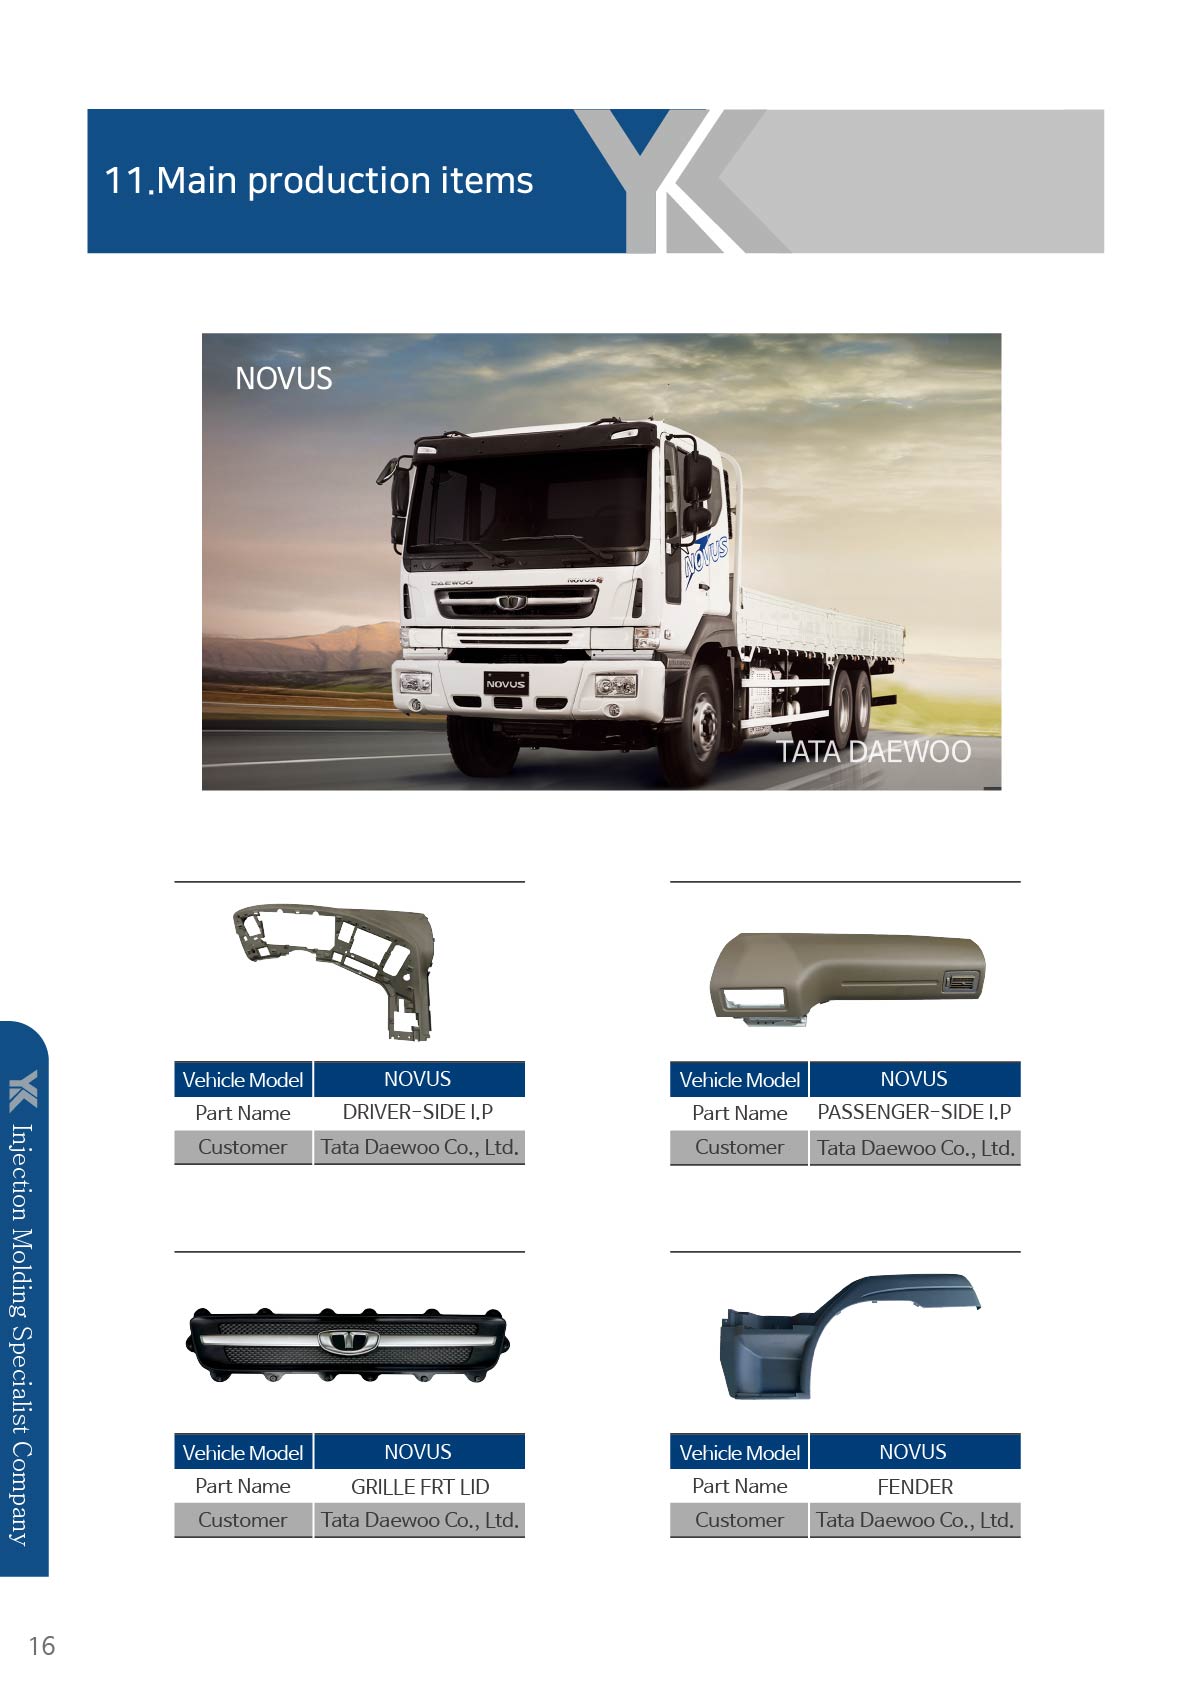 11.Main production items
YK
NOVUS
NOVUS
DAEWOO
NOVUS
NOVUS
TATA DAEWOO
Vehicle Model NOVUS
Part Name DRIVER-SIDE I.P
Customer Tata Daewoo Co., Ltd.
Vehicle Model NOVUS
Part Name PASSENGER-SIDE I.P
Customer Tata Daewoo Co., Ltd.
Vehicle Model NOVUS
Part Name GRILLE FRT LID
Customer Tata Daewoo Co., Ltd.
Vehicle Model NOVUS
Part Name FENDER
Customer Tata Daewoo Co., Ltd.
YK Injection Molding Specialist Company
16